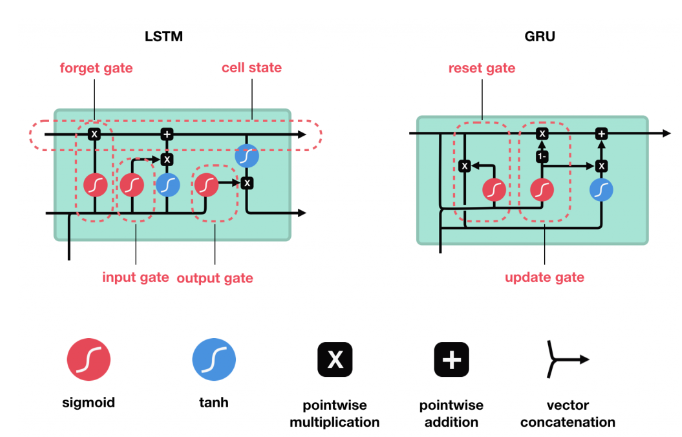 LSTM
GRU
forget gate
cell state
reset gate
X
+
X
X
+
X
1-
X
X
input gate
output gate
update gate
X
+
sigmoid
tanh
pointwise
multiplication
pointwise
addition
vector
concatenation